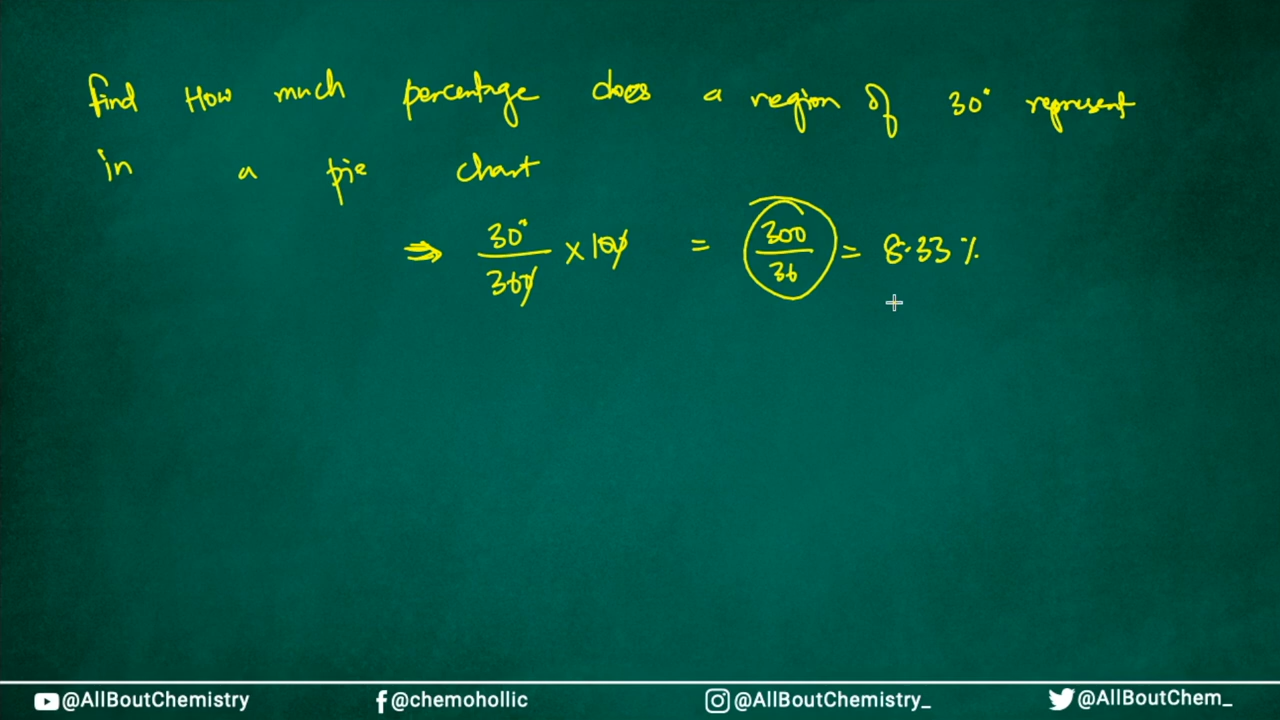 find How much percentage does a region of 30° represent
in a pie chart
⇒ 30°/360 × 100 = 300/36 = 8.33 %
@AllBoutChemistry @chemohollic @AllBoutChemistry_ @AllBoutChem_